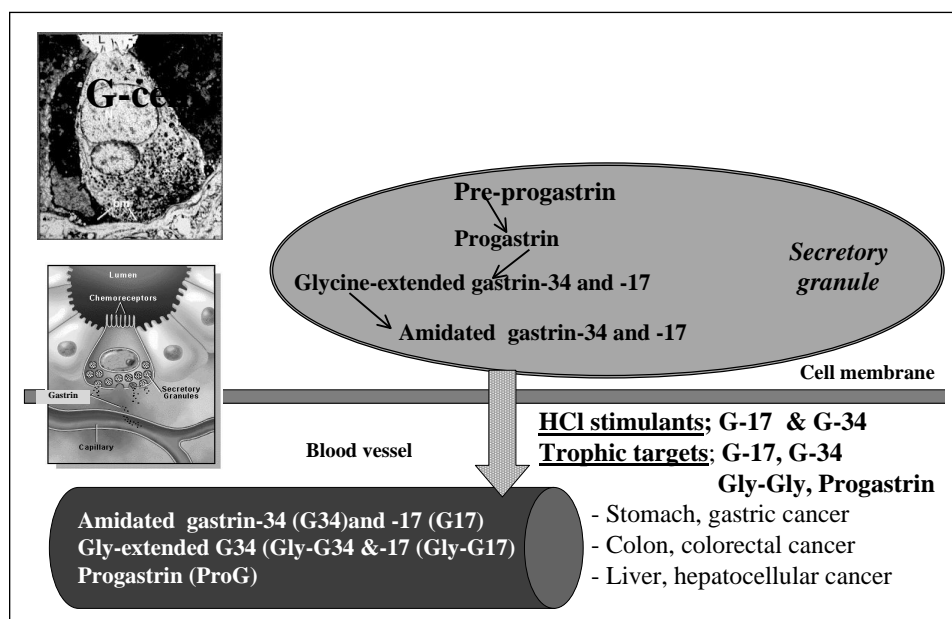 L
G-ce
bm
Lumen
Chemoreceptors
Secretory
Granules
Gastrin
Capillary
Pre-progastrin
Progastrin
Glycine-extended gastrin-34 and -17
Amidated gastrin-34 and -17
Secretory
granule
Cell membrane
Blood vessel
HCl stimulants; G-17 & G-34
Trophic targets; G-17, G-34
Gly-Gly, Progastrin
- Stomach, gastric cancer
- Colon, colorectal cancer
- Liver, hepatocellular cancer
Amidated gastrin-34 (G34)and -17 (G17)
Gly-extended G34 (Gly-G34 &-17 (Gly-G17)
Progastrin (ProG)